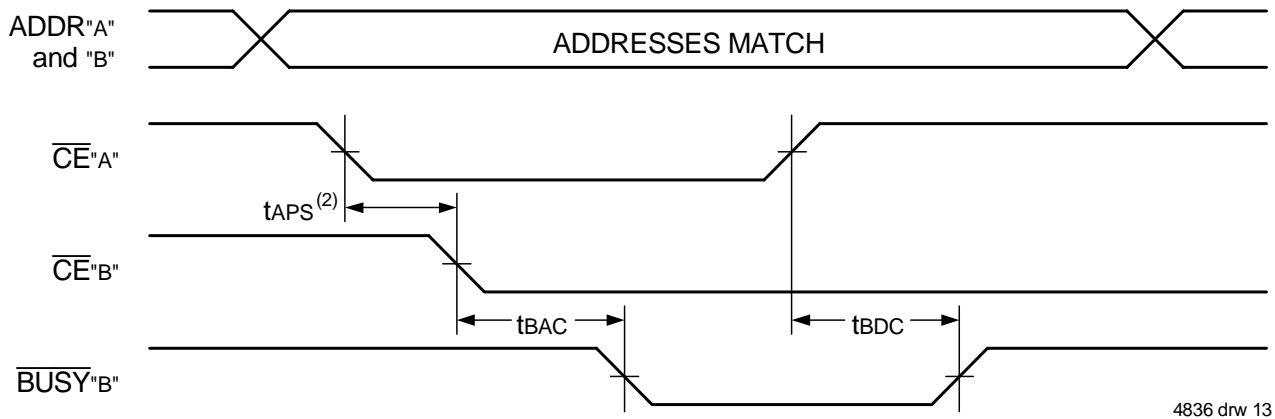 ADDR"A"
and "B"
ADDRESSES MATCH
CE"A"
tAPS(2)
CE"B"
tBAC
tBDC
BUSY"B"
4836 drw 13